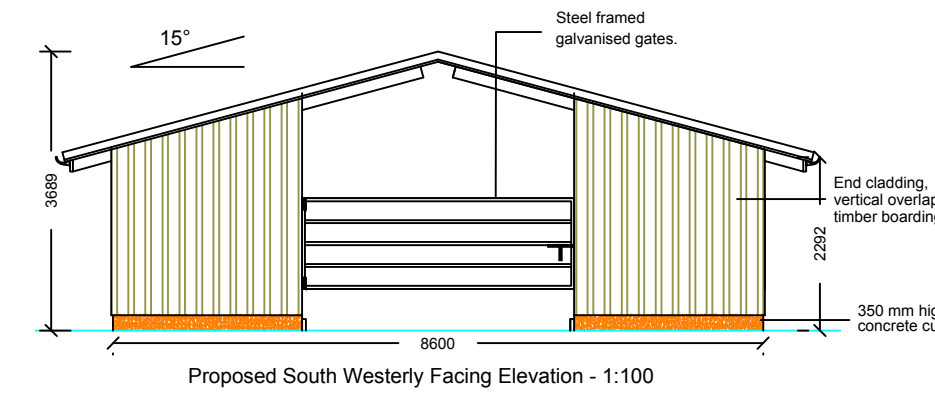 Steel framed
galvanised gates.
15°
3689
End cladding,
vertical overlap
timber boarding
2292
350 mm hig
concrete cu
8600
Proposed South Westerly Facing Elevation - 1:100